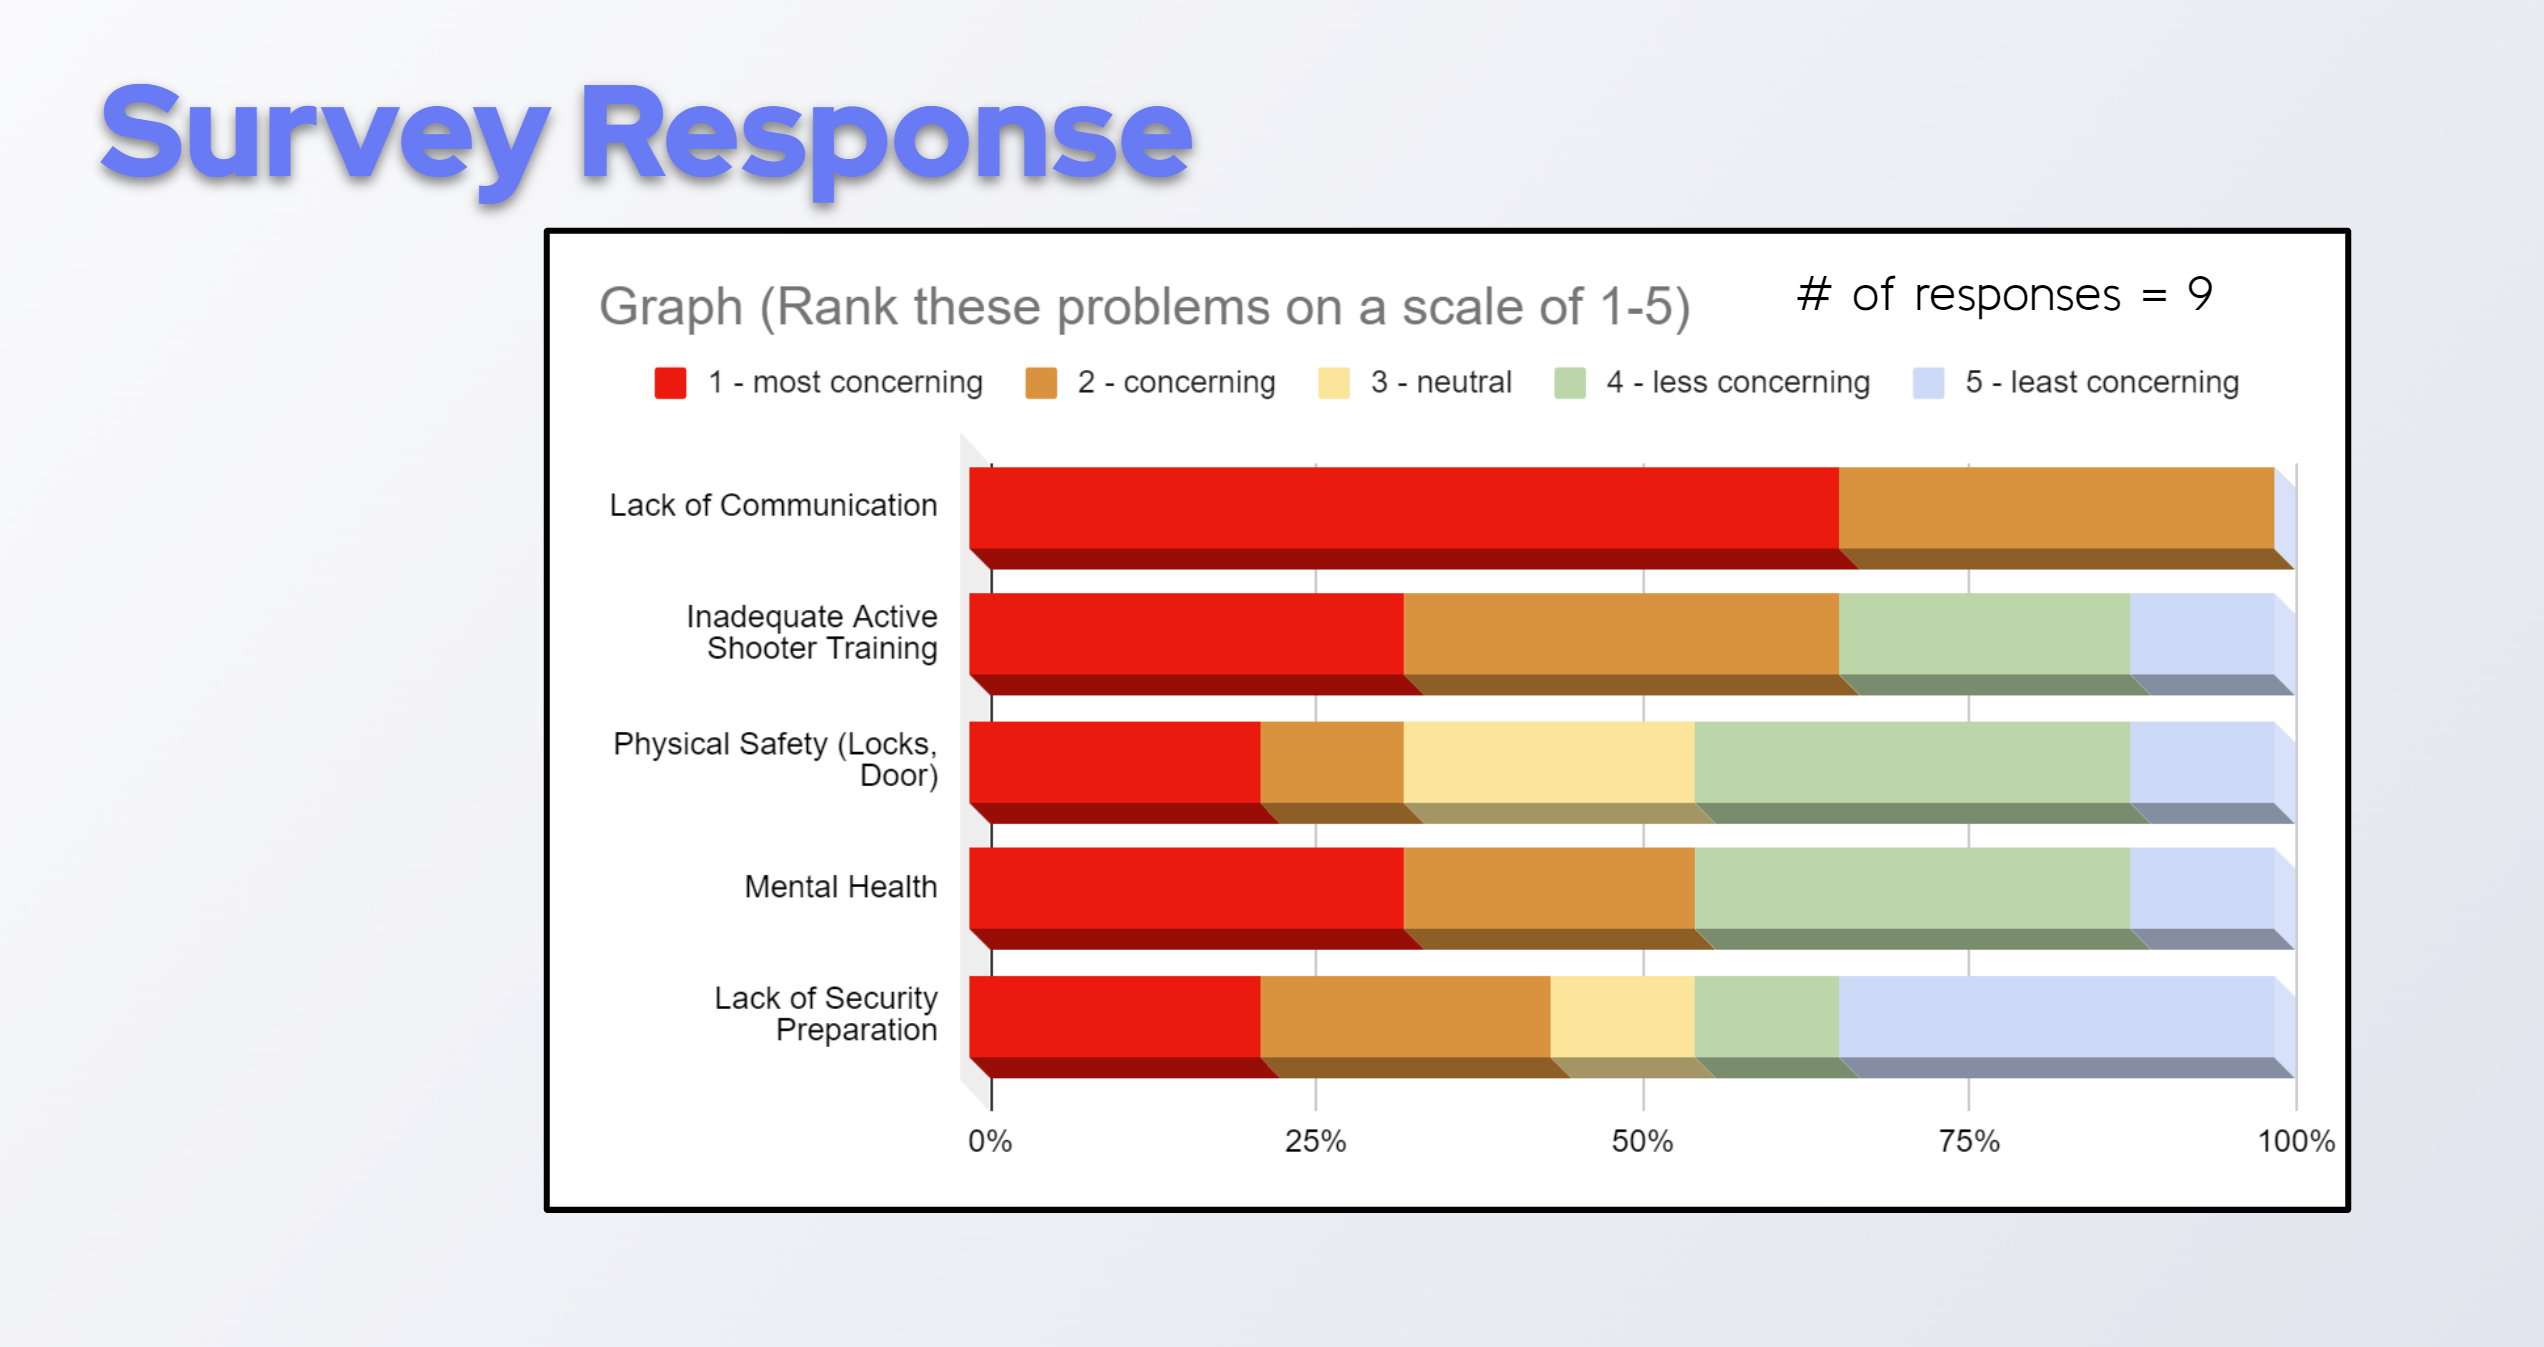 Survey Response
Graph (Rank these problems on a scale of 1-5)
# of responses = 9
1 - most concerning
2 - concerning
3 - neutral
4 - less concerning
5 - least concerning
Lack of Communication
Inadequate Active
Shooter Training
Physical Safety (Locks,
Door)
Mental Health
Lack of Security
Preparation
0%
25%
50%
75%
100%